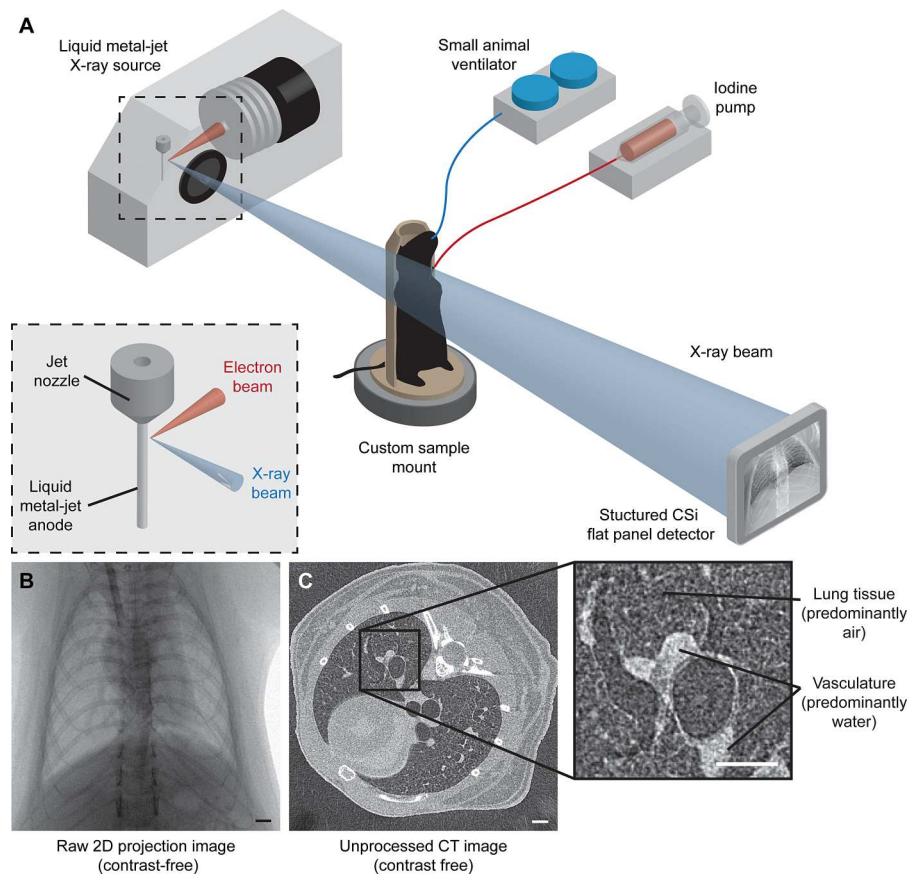 A
Liquid metal-jet
X-ray source
Small animal
ventilator
Iodine
pump
X-ray beam
Custom sample
mount
Stuctured CSi
flat panel detector
Jet
nozzle
Electron
beam
X-ray
beam
Liquid
metal-jet
anode
B
C
Lung tissue
(predominantly
air)
Vasculature
(predominantly
water)
Raw 2D projection image
(contrast-free)
Unprocessed CT image
(contrast free)